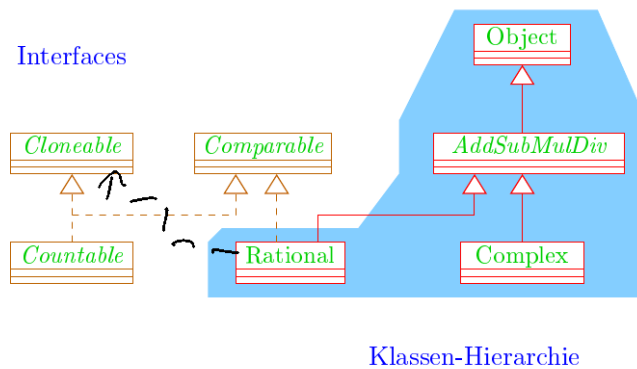 Object
Interfaces
Cloneable
Comparable
AddSubMulDiv
Countable
Rational
Complex
Klassen-Hierarchie